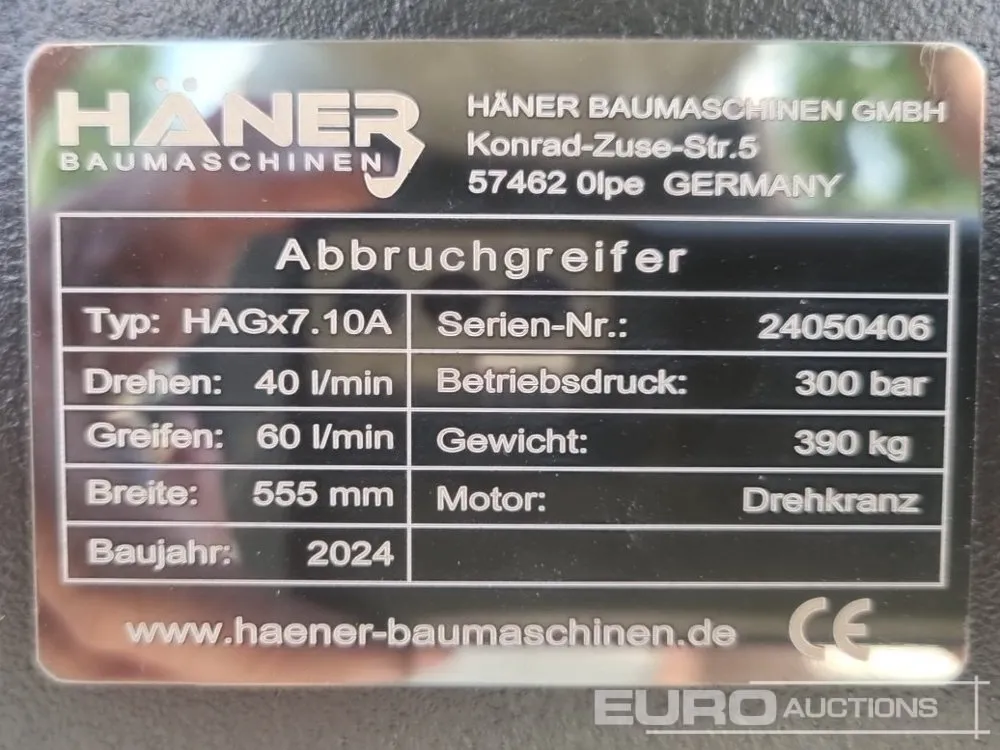 HÄNER
BAUMASCHINEN
HÄNER BAUMASCHINEN GMBH
Konrad-Zuse-Str.5
57462 Olpe GERMANY
Abbruchgreifer
Typ: HAGx7.10A Serien-Nr.: 24050406
Drehen: 40 l/min Betriebsdruck: 300 bar
Greifen: 60 l/min Gewicht: 390 kg
Breite: 555 mm Motor: Drehkranz
Baujahr: 2024
www.haener-baumaschinen.de CE
EURO AUCTIONS